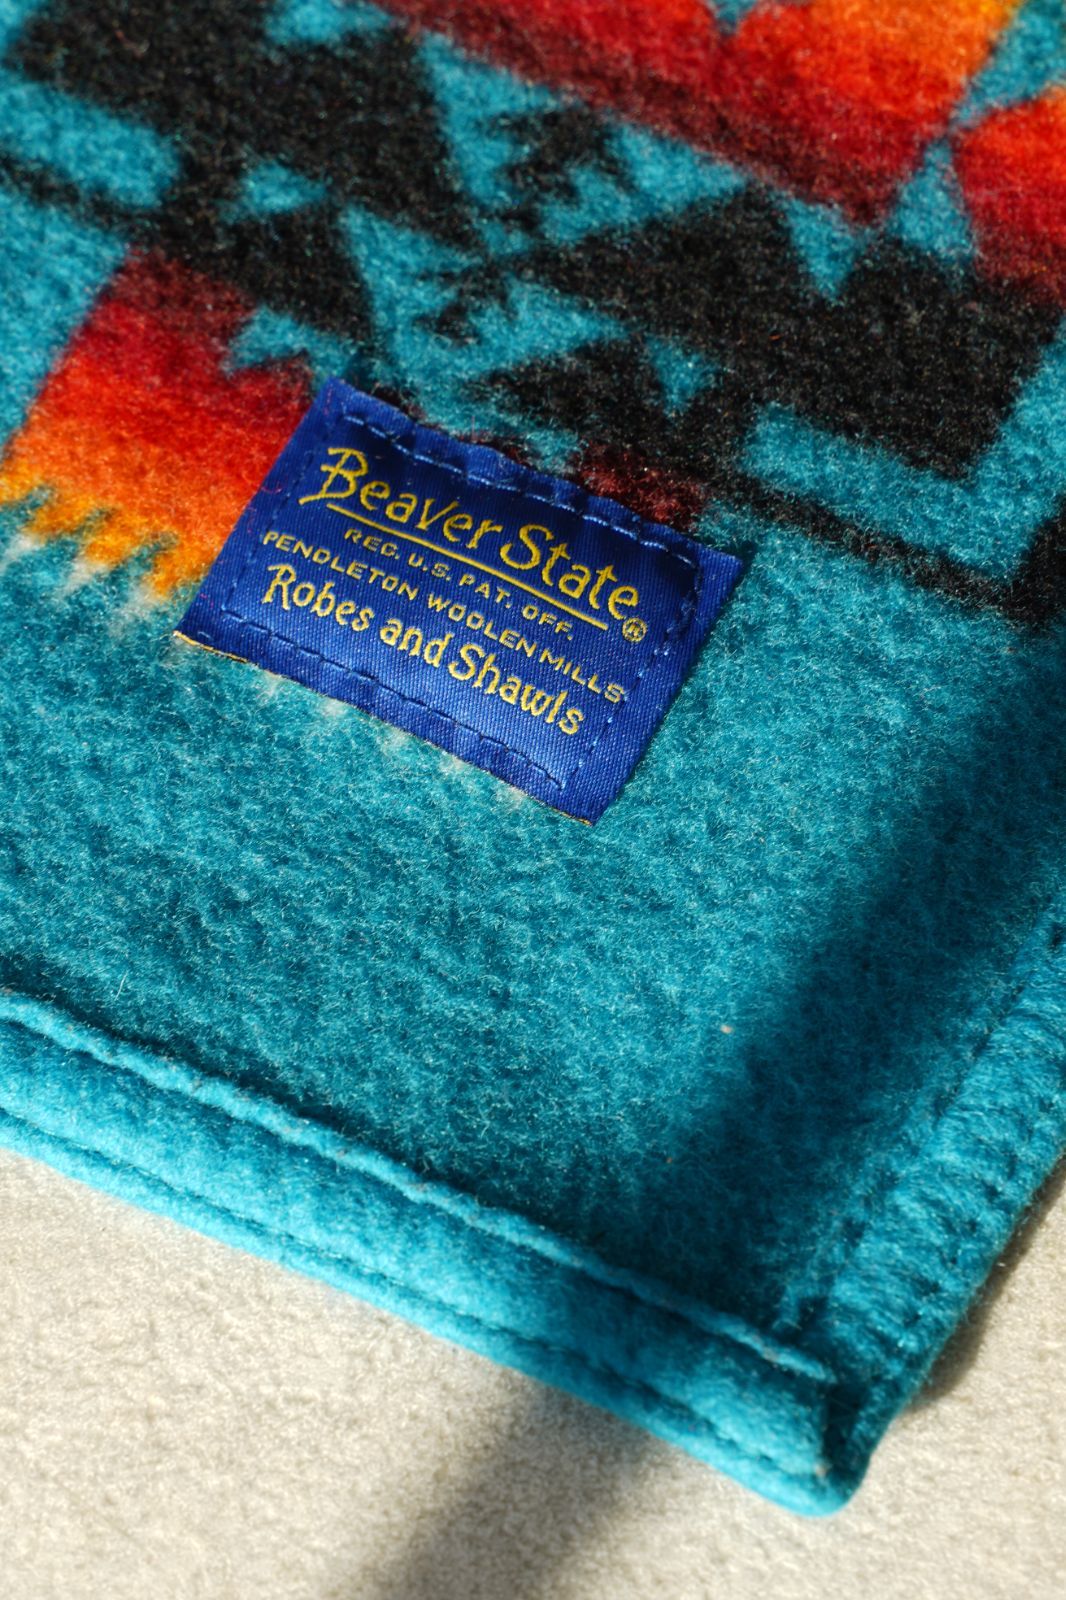 Beaver State ®
REG. U.S. PAT. OFF.
PENDLETON WOOLEN MILLS
Robes and Shawls